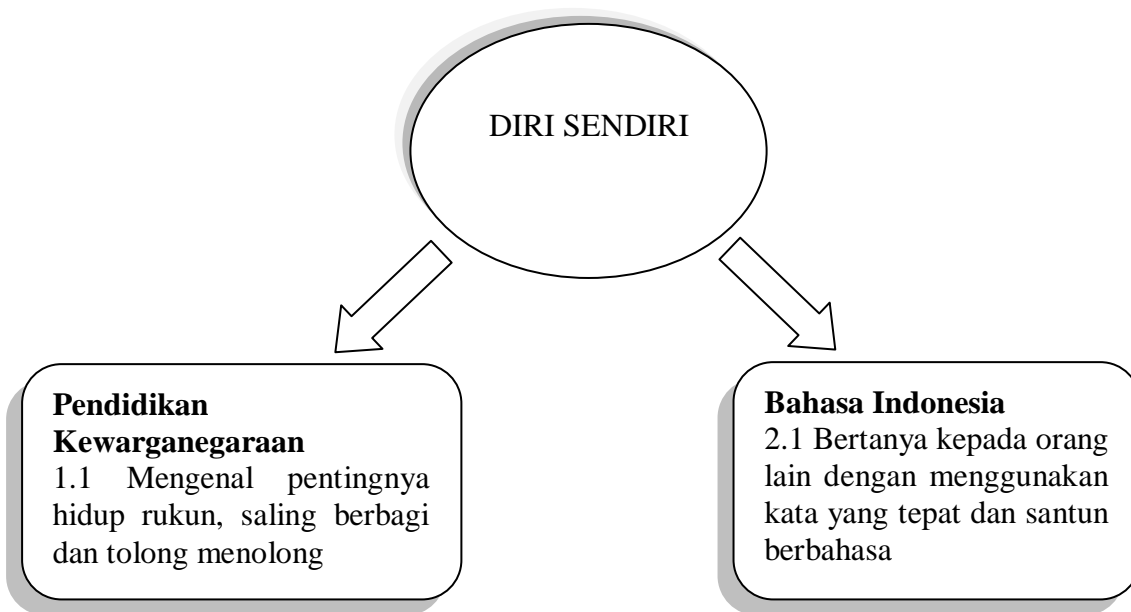 DIRI SENDIRI
Pendidikan
Kewarganegaraan
1.1 Mengenal pentingnya
hidup rukun, saling berbagi
dan tolong menolong
Bahasa Indonesia
2.1 Bertanya kepada orang
lain dengan menggunakan
kata yang tepat dan santun
berbahasa